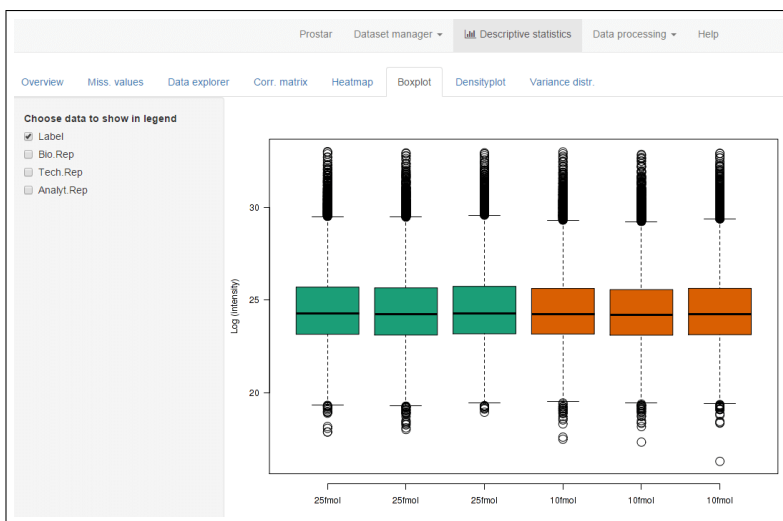 Prostar Dataset manager Descriptive statistics Data processing Help
Overview Miss. values Data explorer Corr. matrix Heatmap Boxplot Densityplot Variance distr.
Choose data to show in legend
Label
Bio.Rep
Tech.Rep
Analyt.Rep
30
25
20
Log (intensity)
25fmol 25fmol 25fmol 10fmol 10fmol 10fmol